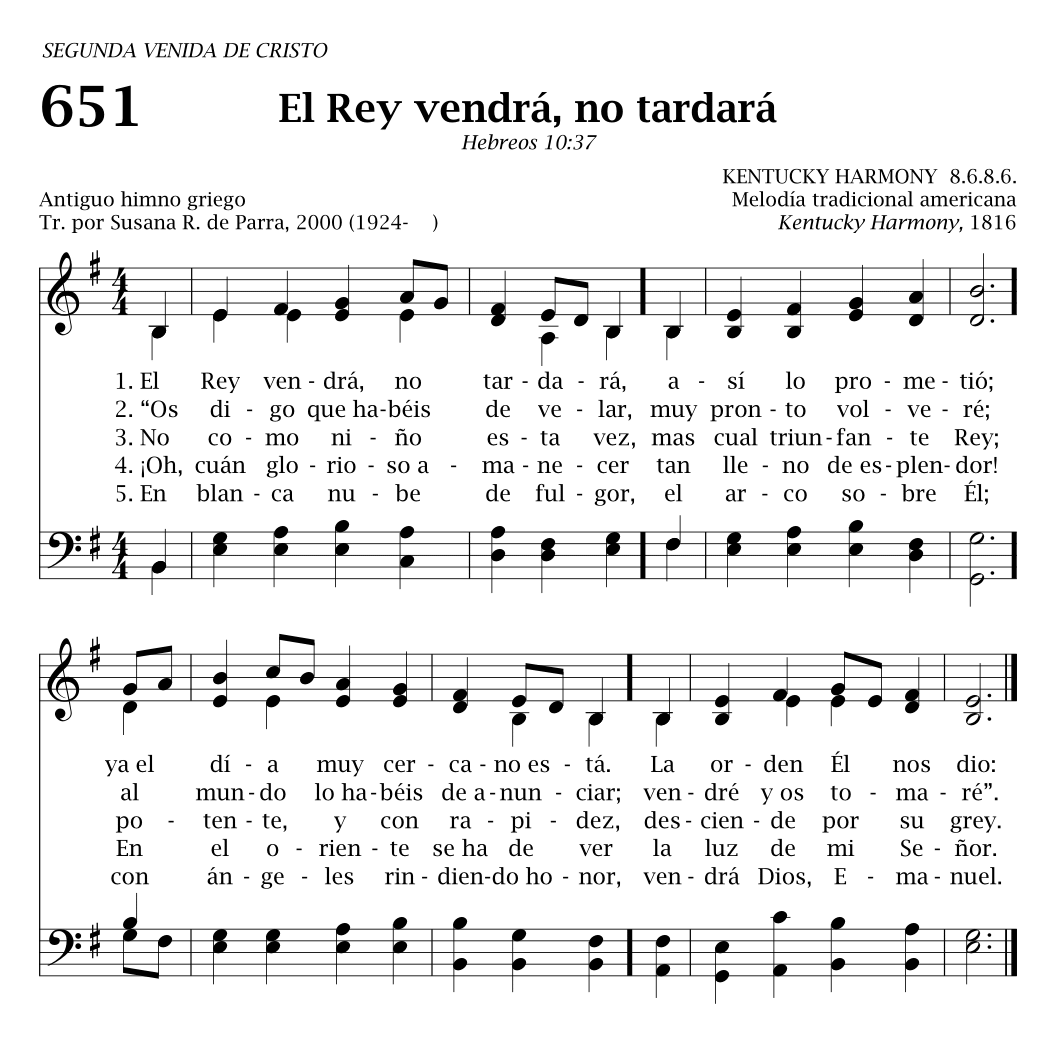 SEGUNDA VENIDA DE CRISTO
651 El Rey vendrá, no tardará
Hebreos 10:37
KENTUCKY HARMONY 8.6.8.6.
Antiguo himno griego Melodía tradicional americana
Tr. por Susana R. de Parra, 2000 (1924- ) Kentucky Harmony, 1816
4 4
1. El Rey ven - drá, no tar - da - rá, a - sí lo pro - me - tió;
2. “Os di - go que ha - béis de ve - lar, muy pron - to vol - ve - ré;
3. No co - mo ni - ño es - ta vez, mas cual triun - fan - te Rey;
4. ¡Oh, cuán glo - rio - so a - ma - ne - cer tan lle - no de es - plen - dor!
5. En blan - ca nu - be de ful - gor, el ar - co so - bre Él;
4 4
ya el dí - a muy cer - ca - no es - tá. La or - den Él nos dio:
al mun - do lo ha - béis de a - nun - ciar; ven - dré y os to - ma - ré”.
po - ten - te, y con ra - pi - dez, des - cien - de por su grey.
En el o - rien - te se ha de ver la luz de mi Se - ñor.
con án - ge - les rin - dien - do ho - nor, ven - drá Dios, E - ma - nuel.